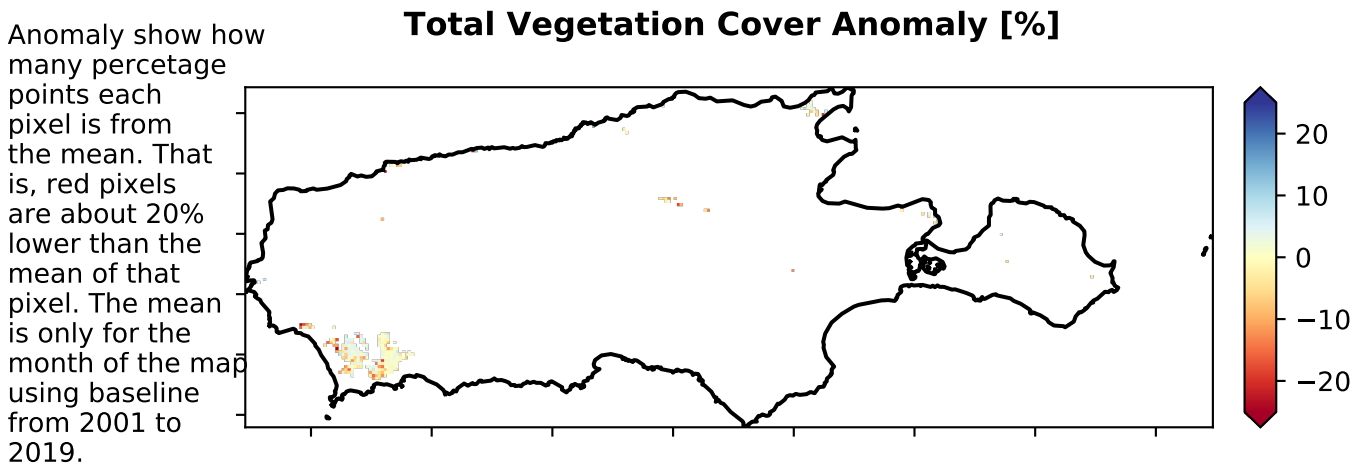 Total Vegetation Cover Anomaly [%]
Anomaly show how
many percetage
points each
pixel is from
the mean. That
is, red pixels
are about 20%
lower than the
mean of that
pixel. The mean
is only for the
month of the map
using baseline
from 2001 to
2019.
20
10
0
−10
−20